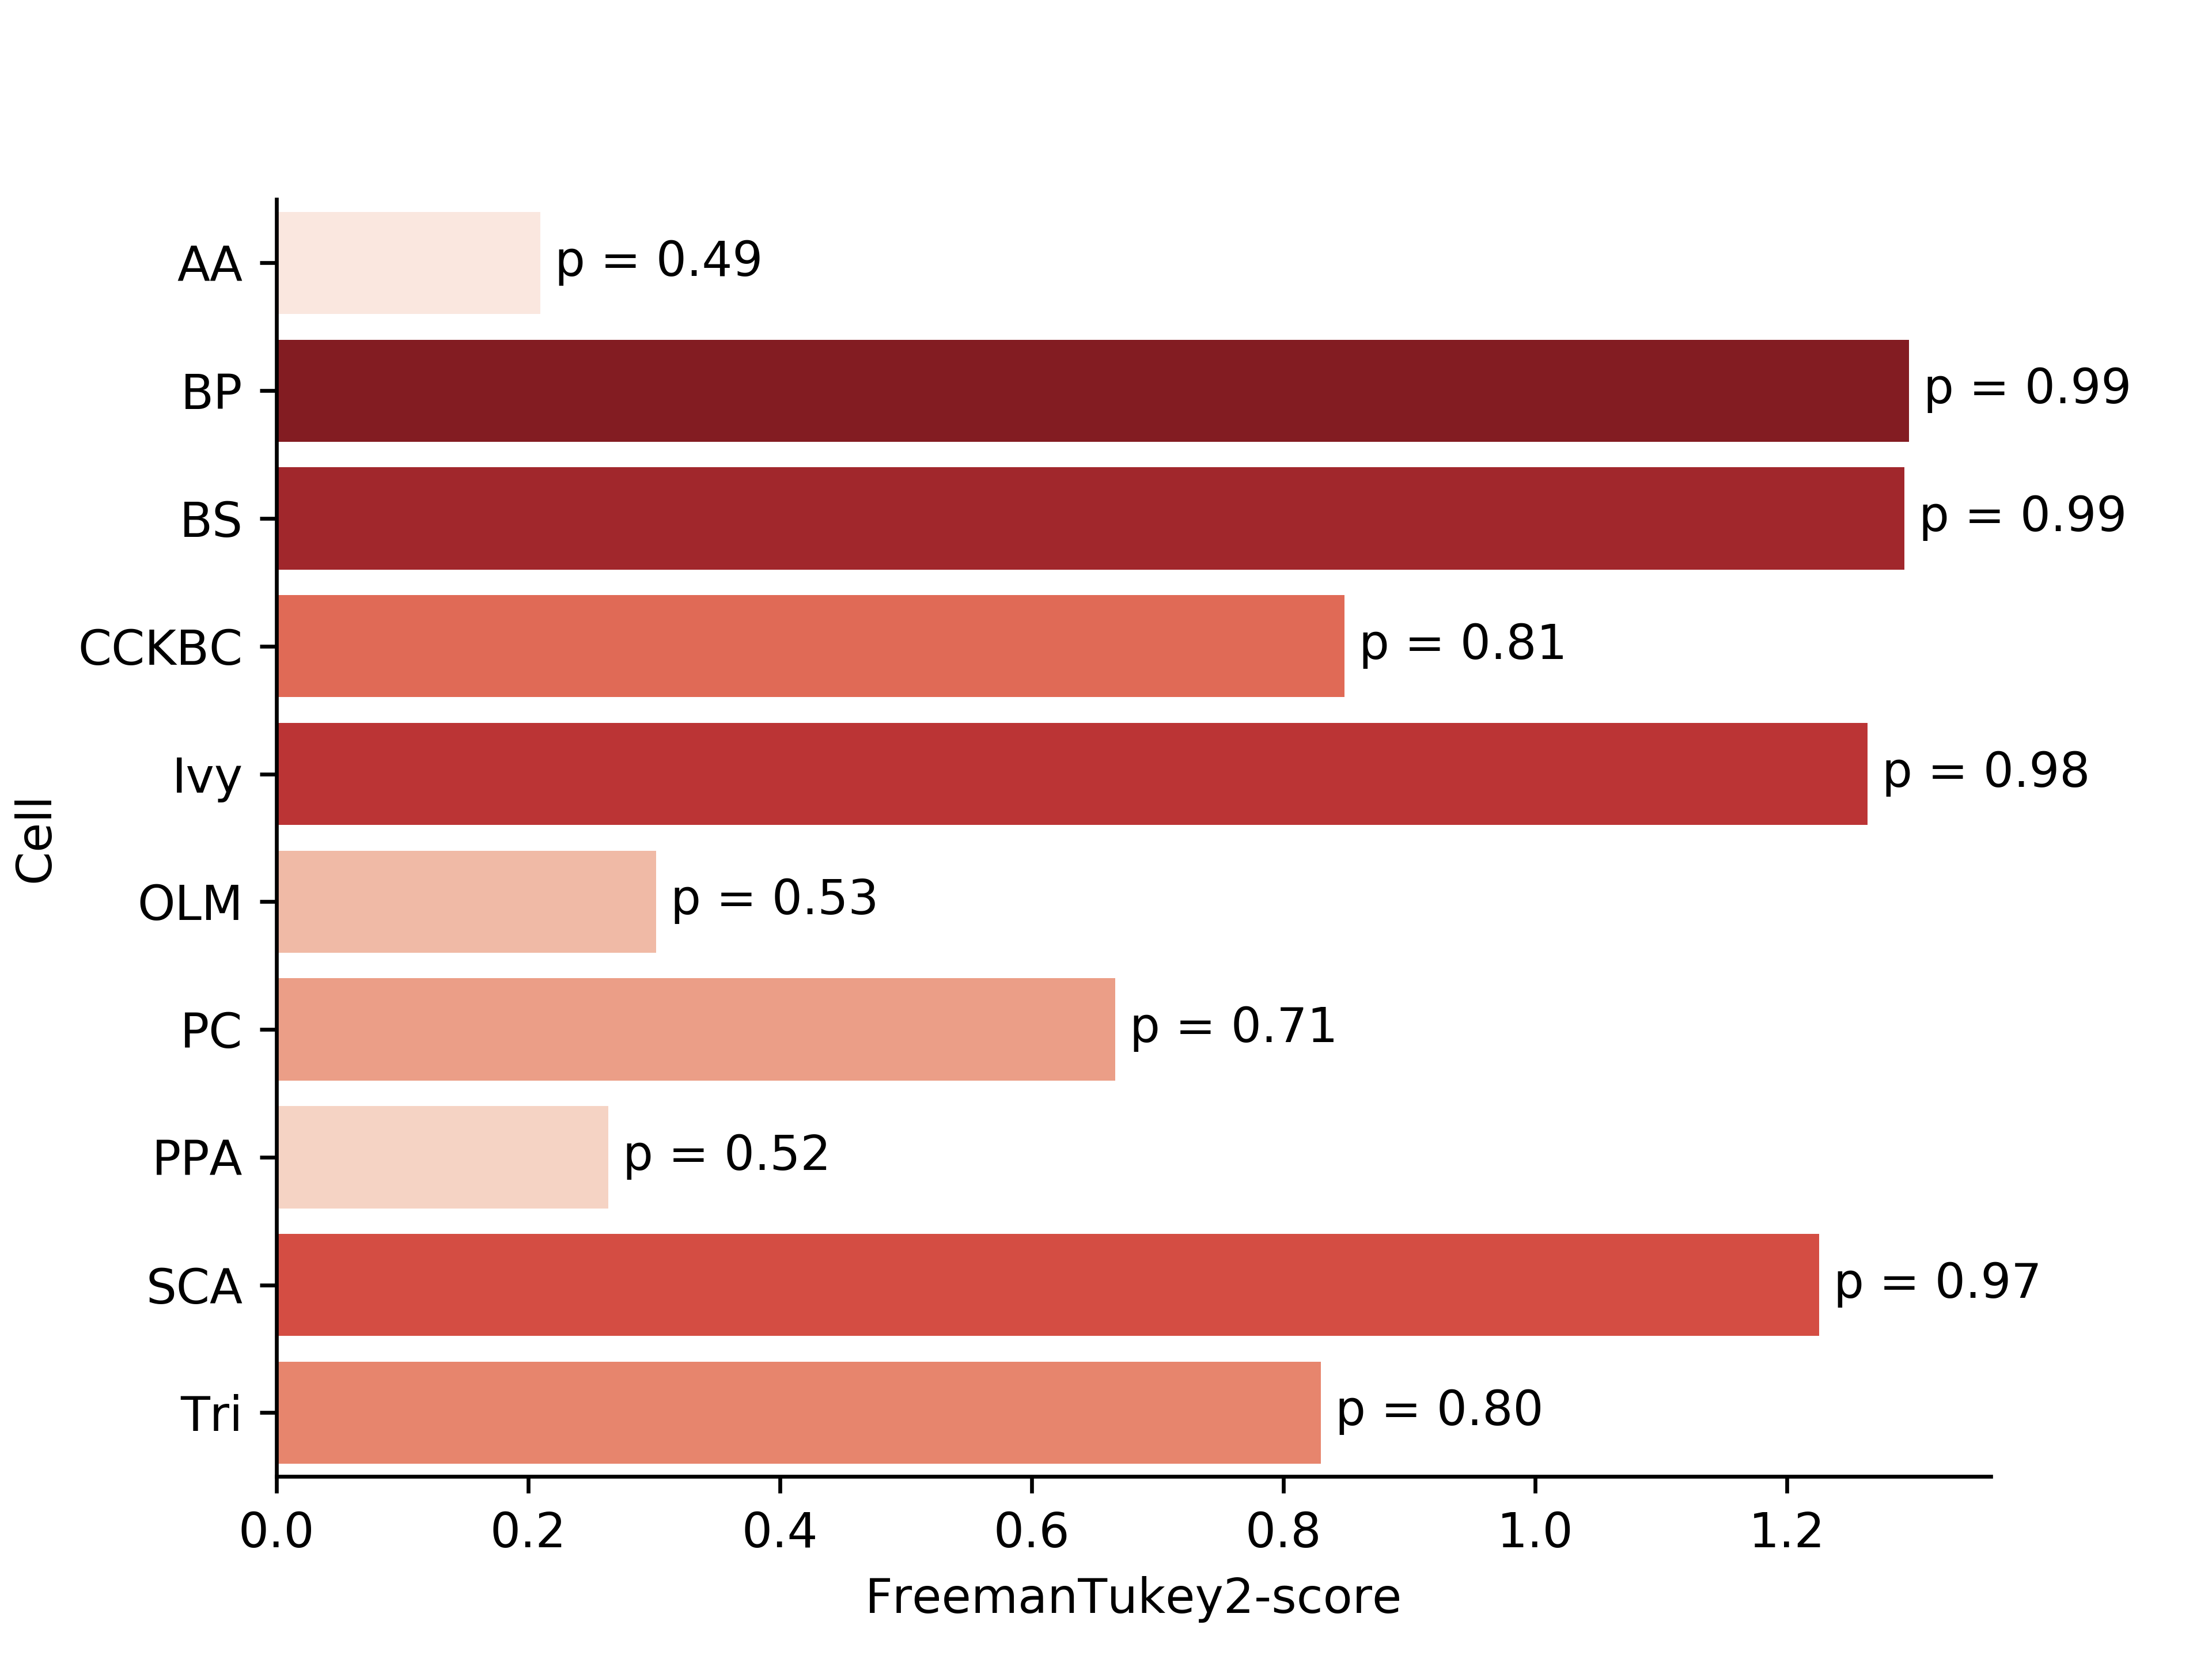 AA p = 0.49
BP p = 0.99
BS p = 0.99
CCKBC p = 0.81
Ivy p = 0.98
OLM p = 0.53
PC p = 0.71
PPA p = 0.52
SCA p = 0.97
Tri p = 0.80
Cell
0.0 0.2 0.4 0.6 0.8 1.0 1.2
FreemanTukey2-score